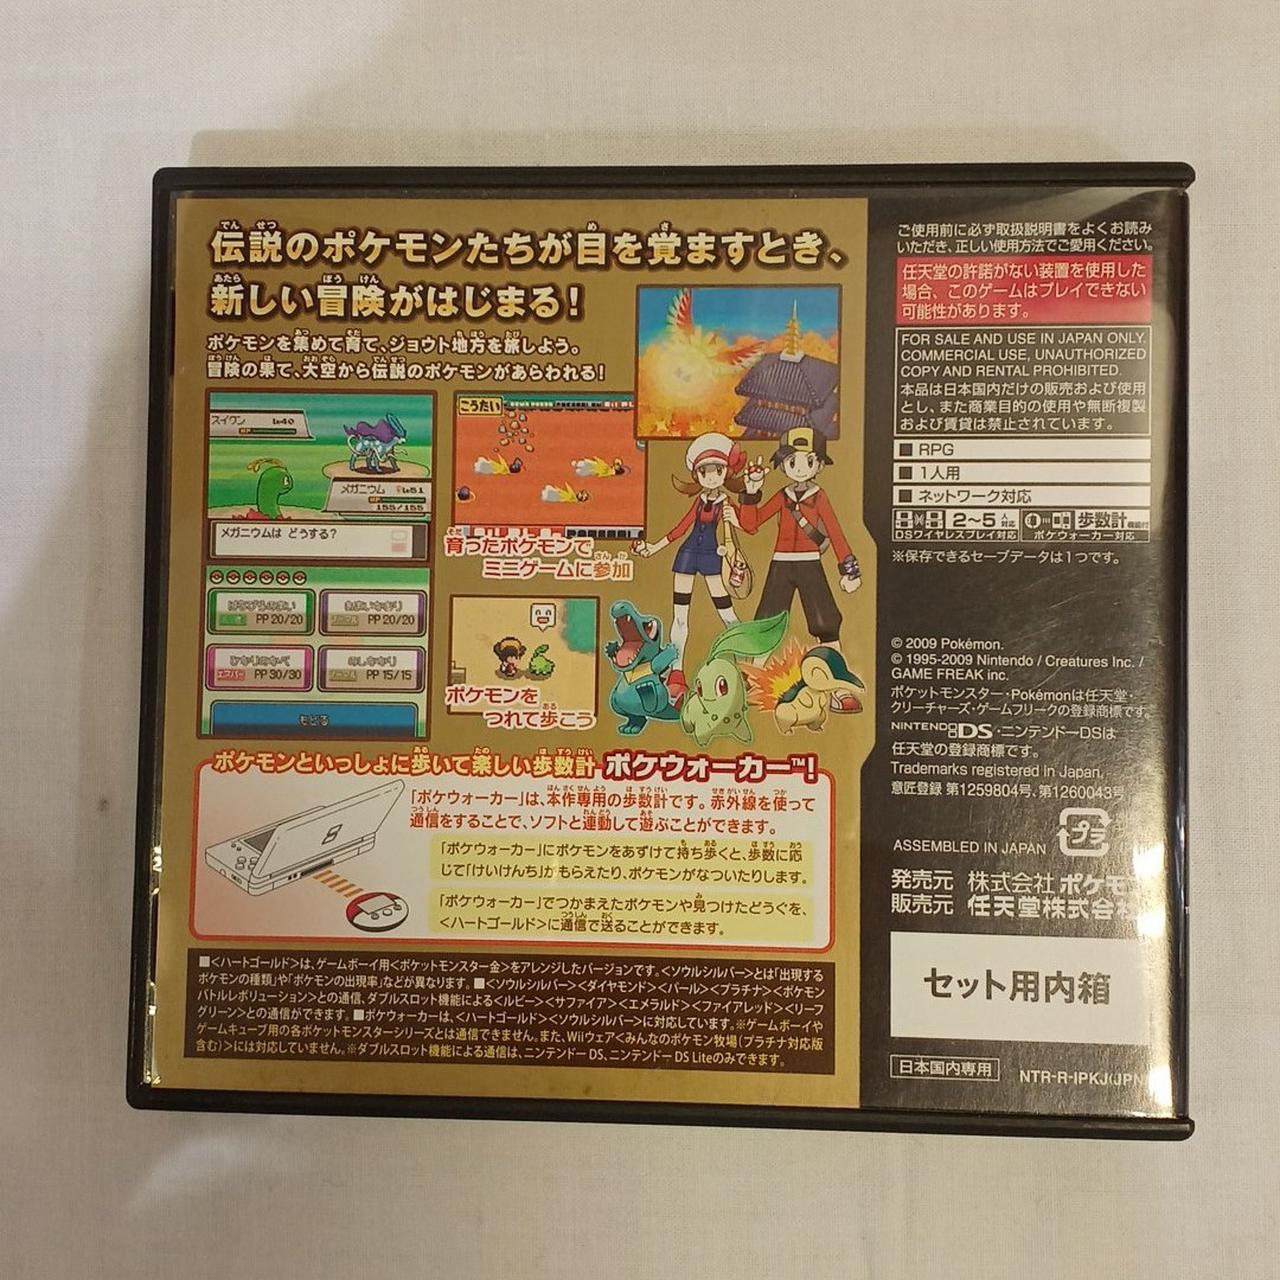 伝説のポケモンたちが目を覚ますとき、
新しい冒険がはじまる!
ポケモンを集めて育て、ジョウト地方を旅しよう。
冒険の果て、大空から伝説のポケモンがあらわれる!
スイクン Lv40
HP
メガニウム Lv51
HP
155/155
メガニウムは どうする?
PP 20/20
PP 20/20
エスパー PP 30/30
PP 15/15
もどる
こうたい
育ったポケモンで
ミニゲームに参加
ポケモンを
つれて歩こう
ポケモンといっしょに歩いて楽しい歩数計 ポケウォーカー™!
「ポケウォーカー」は、本作専用の歩数計です。赤外線を使って
通信をすることで、ソフトと連動して遊ぶことができます。
「ポケウォーカー」にポケモンをあずけて持ち歩くと、歩数に応
じて「けいけんち」がもらえたり、ポケモンがなついたりします。
「ポケウォーカー」でつかまえたポケモンや見つけたどうぐを、
<ハートゴールド>に通信で送ることができます。
■<ハートゴールド>は、ゲームボーイ用<ポケットモンスター金>をアレンジしたバージョンです。<ソウルシルバー>とは「出現する
ポケモンの種類」や「ポケモンの出現率」などが異なります。■<ソウルシルバー><ダイヤモンド><パール><プラチナ><ポケモン
バトルレボリューション>との通信、ダブルスロット機能による<ルビー><サファイア><エメラルド><ファイアレッド><リーフ
グリーン>との通信ができます。■ポケウォーカーは、<ハートゴールド><ソウルシルバー>に対応しています。※ゲームボーイや
ゲームキューブ用の各ポケットモンスターシリーズとは通信できません。また、Wiiウェア<みんなのポケモン牧場(プラチナ対応版
含む)>には対応していません。※ダブルスロット機能による通信は、ニンテンドーDS、ニンテンドーDS Liteのみできます。
ご使用前に必ず取扱説明書をよくお読み
いただき、正しい使用方法でご愛用ください。
任天堂の許諾がない装置を使用した
場合、このゲームはプレイできない
可能性があります。
FOR SALE AND USE IN JAPAN ONLY.
COMMERCIAL USE, UNAUTHORIZED
COPY AND RENTAL PROHIBITED.
本品は日本国内だけの販売および使用
とし、また商業目的の使用や無断複製
および賃貸は禁止されています。
■ RPG
■ 1人用
■ ネットワーク対応
2~5人対応 歩数計機能付
DSワイヤレスプレイ対応 ポケウォーカー対応
※保存できるセーブデータは1つです。
© 2009 Pokémon.
© 1995-2009 Nintendo / Creatures Inc. /
GAME FREAK inc.
ポケットモンスター・Pokémonは任天堂・
クリーチャーズ・ゲームフリークの登録商標です。
NINTENDO DS・ニンテンドーDSは
任天堂の登録商標です。
Trademarks registered in Japan.
意匠登録 第1259804号、第1260043号
ASSEMBLED IN JAPAN プラ
発売元 株式会社 ポケモ
販売元 任天堂株式会社
セット用内箱
日本国内専用 NTR-R-IPKJ(JPN